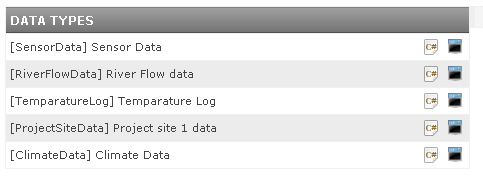 DATA TYPES
[SensorData] Sensor Data C#
[RiverFlowData] River Flow data C#
[TemparatureLog] Temparature Log C#
[ProjectSiteData] Project site 1 data C#
[ClimateData] Climate Data C#